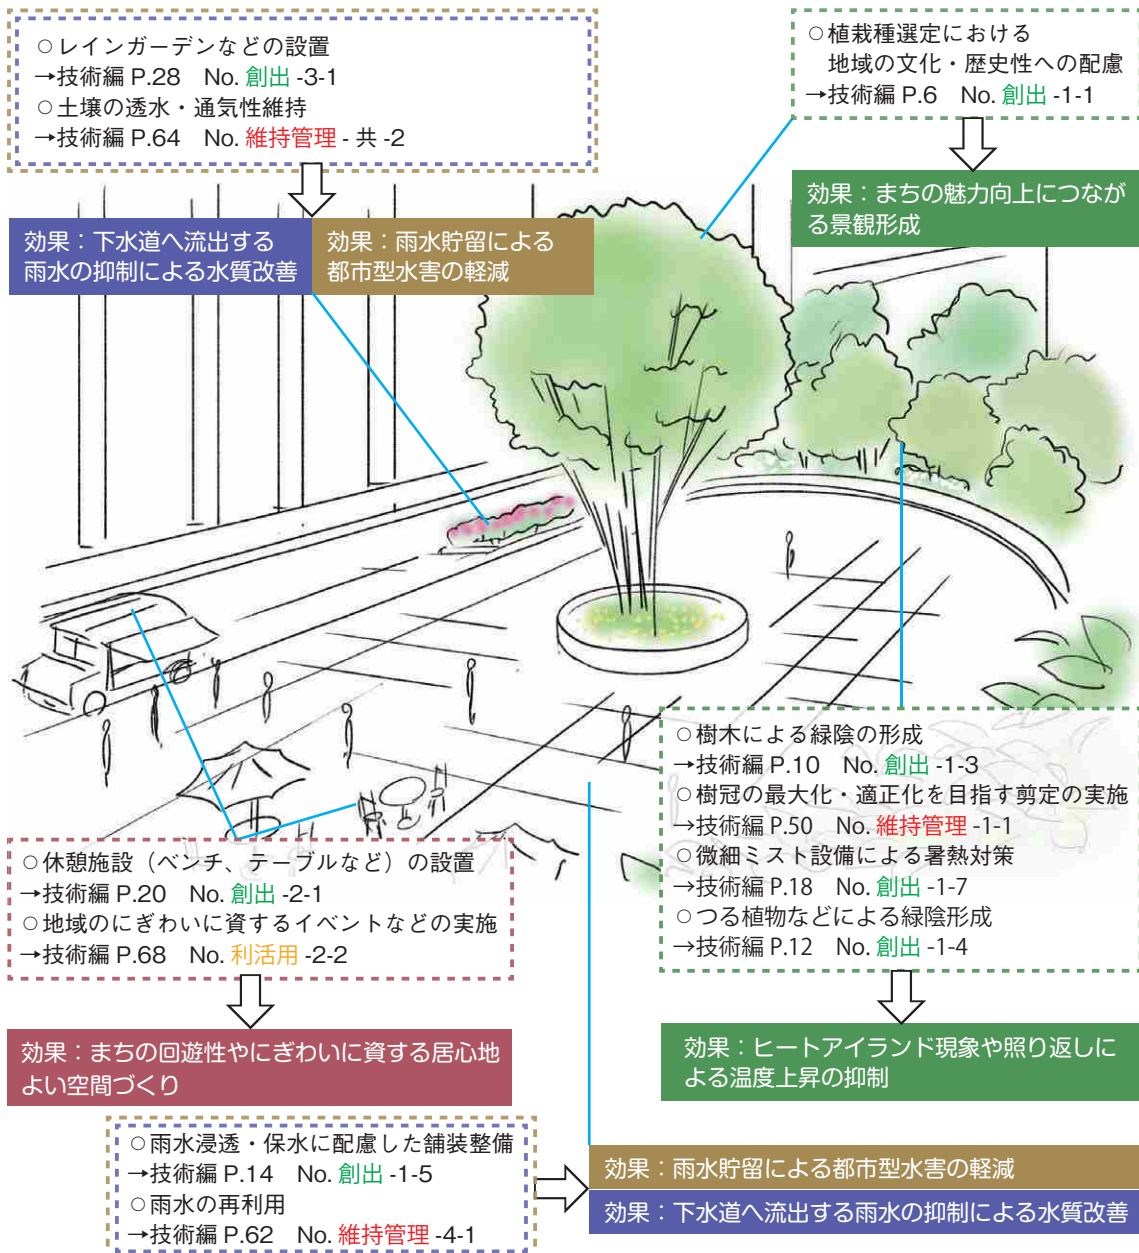 ○レインガーデンなどの設置
→技術編 P.28　No. 創出 -3-1
○土壌の透水・通気性維持
→技術編 P.64　No. 維持管理 - 共 -2
効果：下水道へ流出する
雨水の抑制による水質改善
効果：雨水貯留による
都市型水害の軽減
○植栽種選定における
地域の文化・歴史性への配慮
→技術編 P.6　No. 創出 -1-1
効果：まちの魅力向上につなが
る景観形成
○樹木による緑陰の形成
→技術編 P.10　No. 創出 -1-3
○樹冠の最大化・適正化を目指す剪定の実施
→技術編 P.50　No. 維持管理 -1-1
○微細ミスト設備による暑熱対策
→技術編 P.18　No. 創出 -1-7
○つる植物などによる緑陰形成
→技術編 P.12　No. 創出 -1-4
効果：ヒートアイランド現象や照り返しに
よる温度上昇の抑制
○休憩施設（ベンチ、テーブルなど）の設置
→技術編 P.20　No. 創出 -2-1
○地域のにぎわいに資するイベントなどの実施
→技術編 P.68　No. 利活用 -2-2
効果：まちの回遊性やにぎわいに資する居心地
よい空間づくり
○雨水浸透・保水に配慮した舗装整備
→技術編 P.14　No. 創出 -1-5
○雨水の再利用
→技術編 P.62　No. 維持管理 -4-1
効果：雨水貯留による都市型水害の軽減
効果：下水道へ流出する雨水の抑制による水質改善